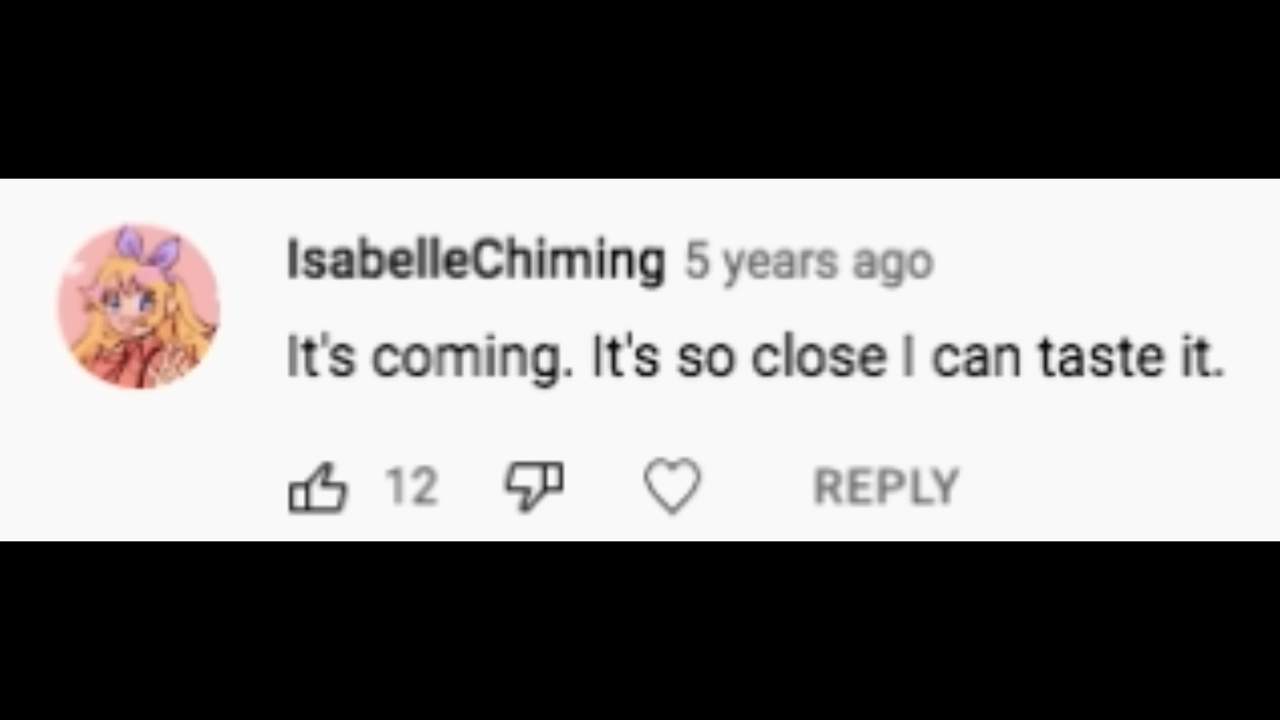 IsabelleChiming 5 years ago
It's coming. It's so close I can taste it.
12 REPLY